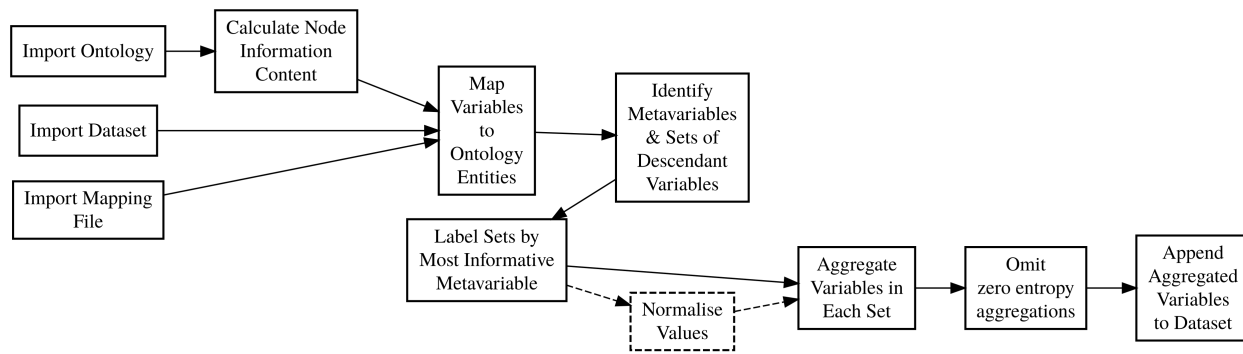 Import Ontology
Calculate Node
Information
Content
Import Dataset
Import Mapping
File
Map
Variables
to
Ontology
Entities
Identify
Metavariables
& Sets of
Descendant
Variables
Label Sets by
Most Informative
Metavariable
Normalise
Values
Aggregate
Variables in
Each Set
Omit
zero entropy
aggregations
Append
Aggregated
Variables
to Dataset